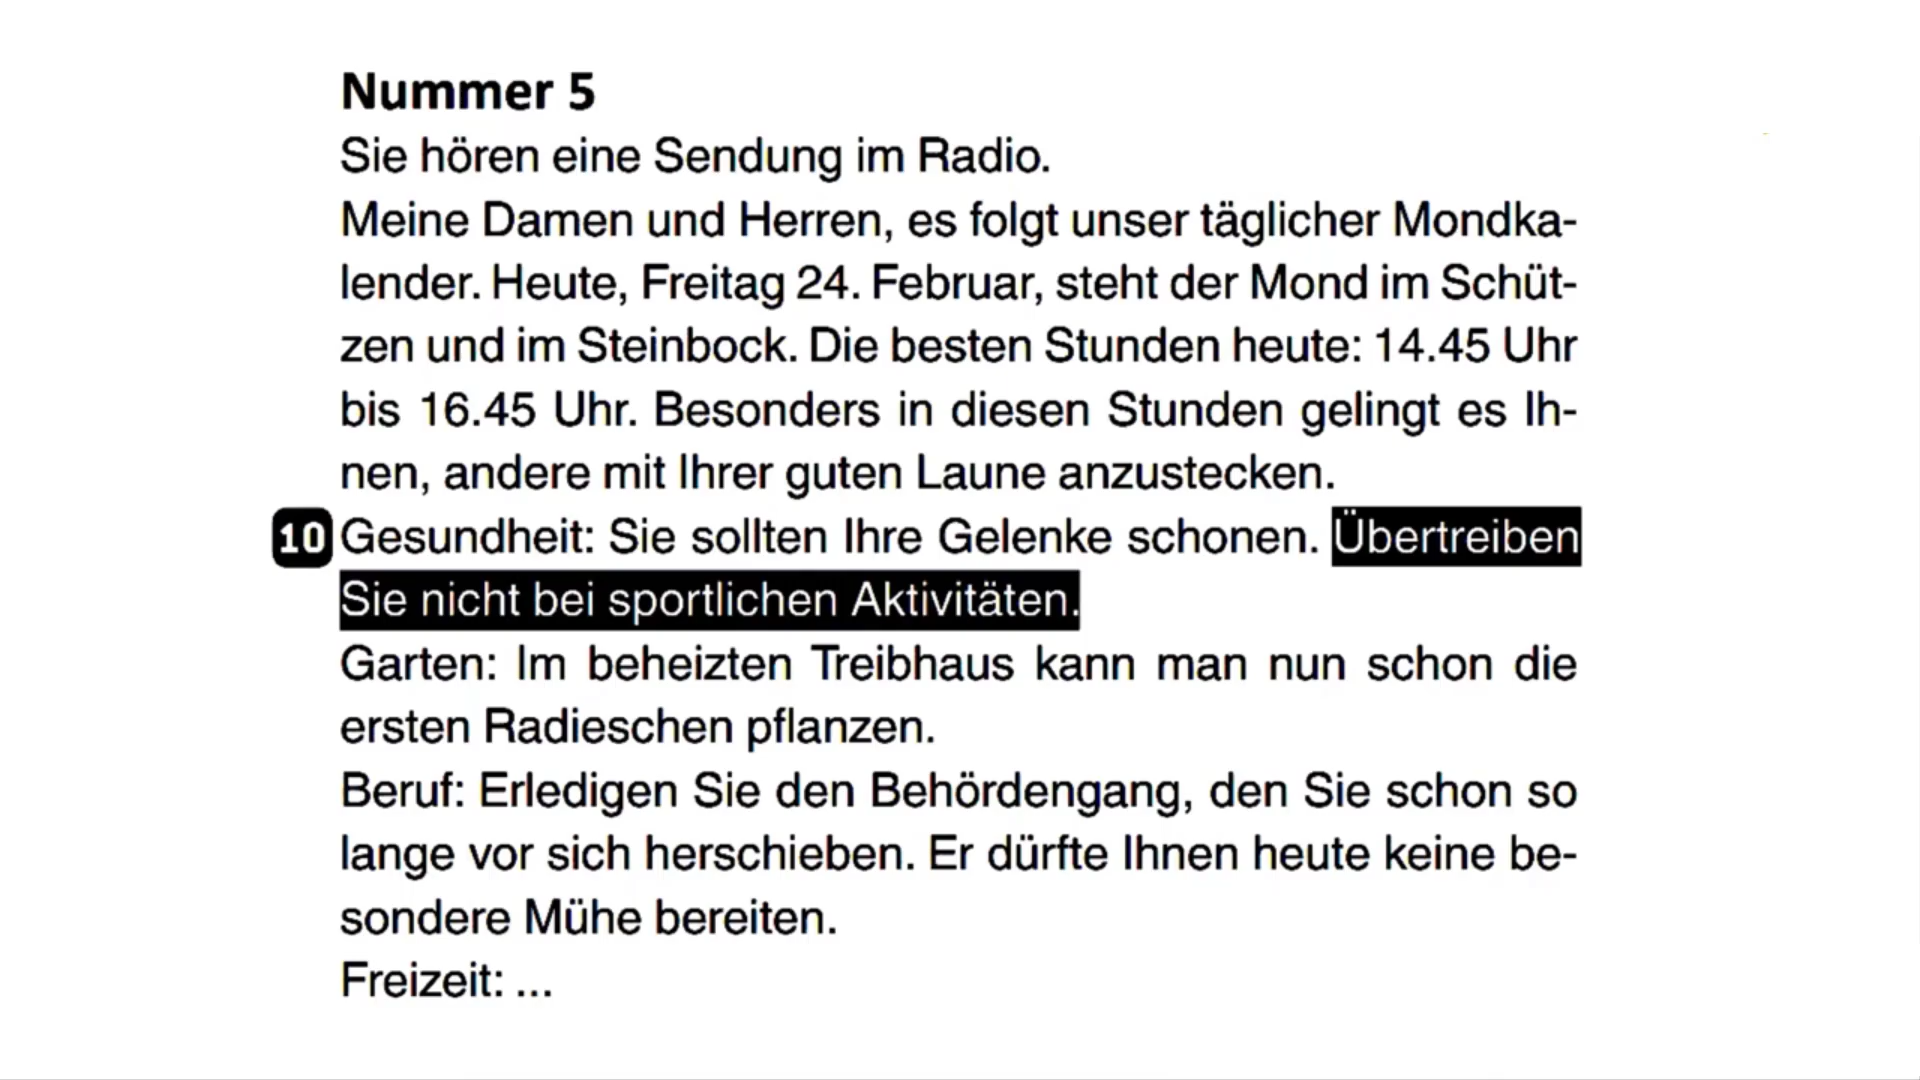 Nummer 5
Sie hören eine Sendung im Radio.
Meine Damen und Herren, es folgt unser täglicher Mondka-
lender. Heute, Freitag 24. Februar, steht der Mond im Schüt-
zen und im Steinbock. Die besten Stunden heute: 14.45 Uhr
bis 16.45 Uhr. Besonders in diesen Stunden gelingt es Ih-
nen, andere mit Ihrer guten Laune anzustecken.
10 Gesundheit: Sie sollten Ihre Gelenke schonen. Übertreiben
Sie nicht bei sportlichen Aktivitäten.
Garten: Im beheizten Treibhaus kann man nun schon die
ersten Radieschen pflanzen.
Beruf: Erledigen Sie den Behördengang, den Sie schon so
lange vor sich herschieben. Er dürfte Ihnen heute keine be-
sondere Mühe bereiten.
Freizeit: ...